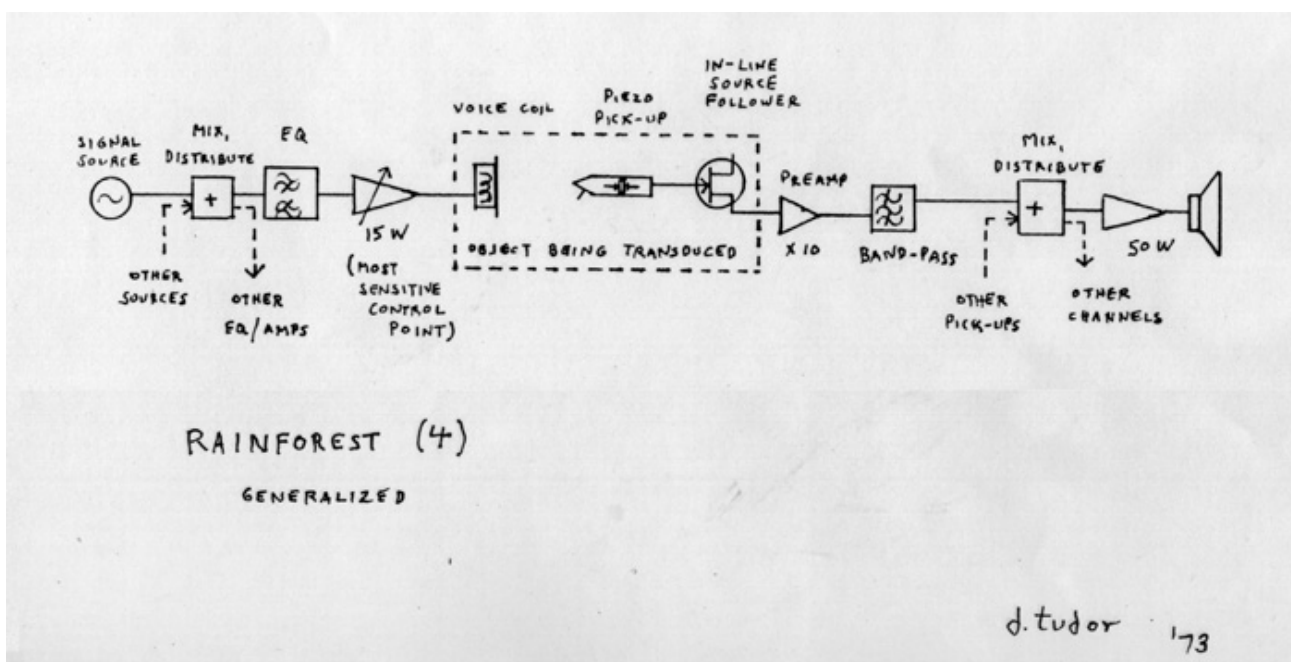 SIGNAL
SOURCE
MIX,
DISTRIBUTE
EQ
VOICE COIL
PIEZO
PICK-UP
IN-LINE
SOURCE
FOLLOWER
PREAMP
MIX,
DISTRIBUTE
+
15 W
OBJECT BEING TRANSDUCED
X 10
BAND-PASS
+
50 W
(MOST
SENSITIVE
CONTROL
POINT)
OTHER
SOURCES
OTHER
EQ/AMPS
OTHER
PICK-UPS
OTHER
CHANNELS
RAINFOREST (4)
GENERALIZED
d. tudor '73